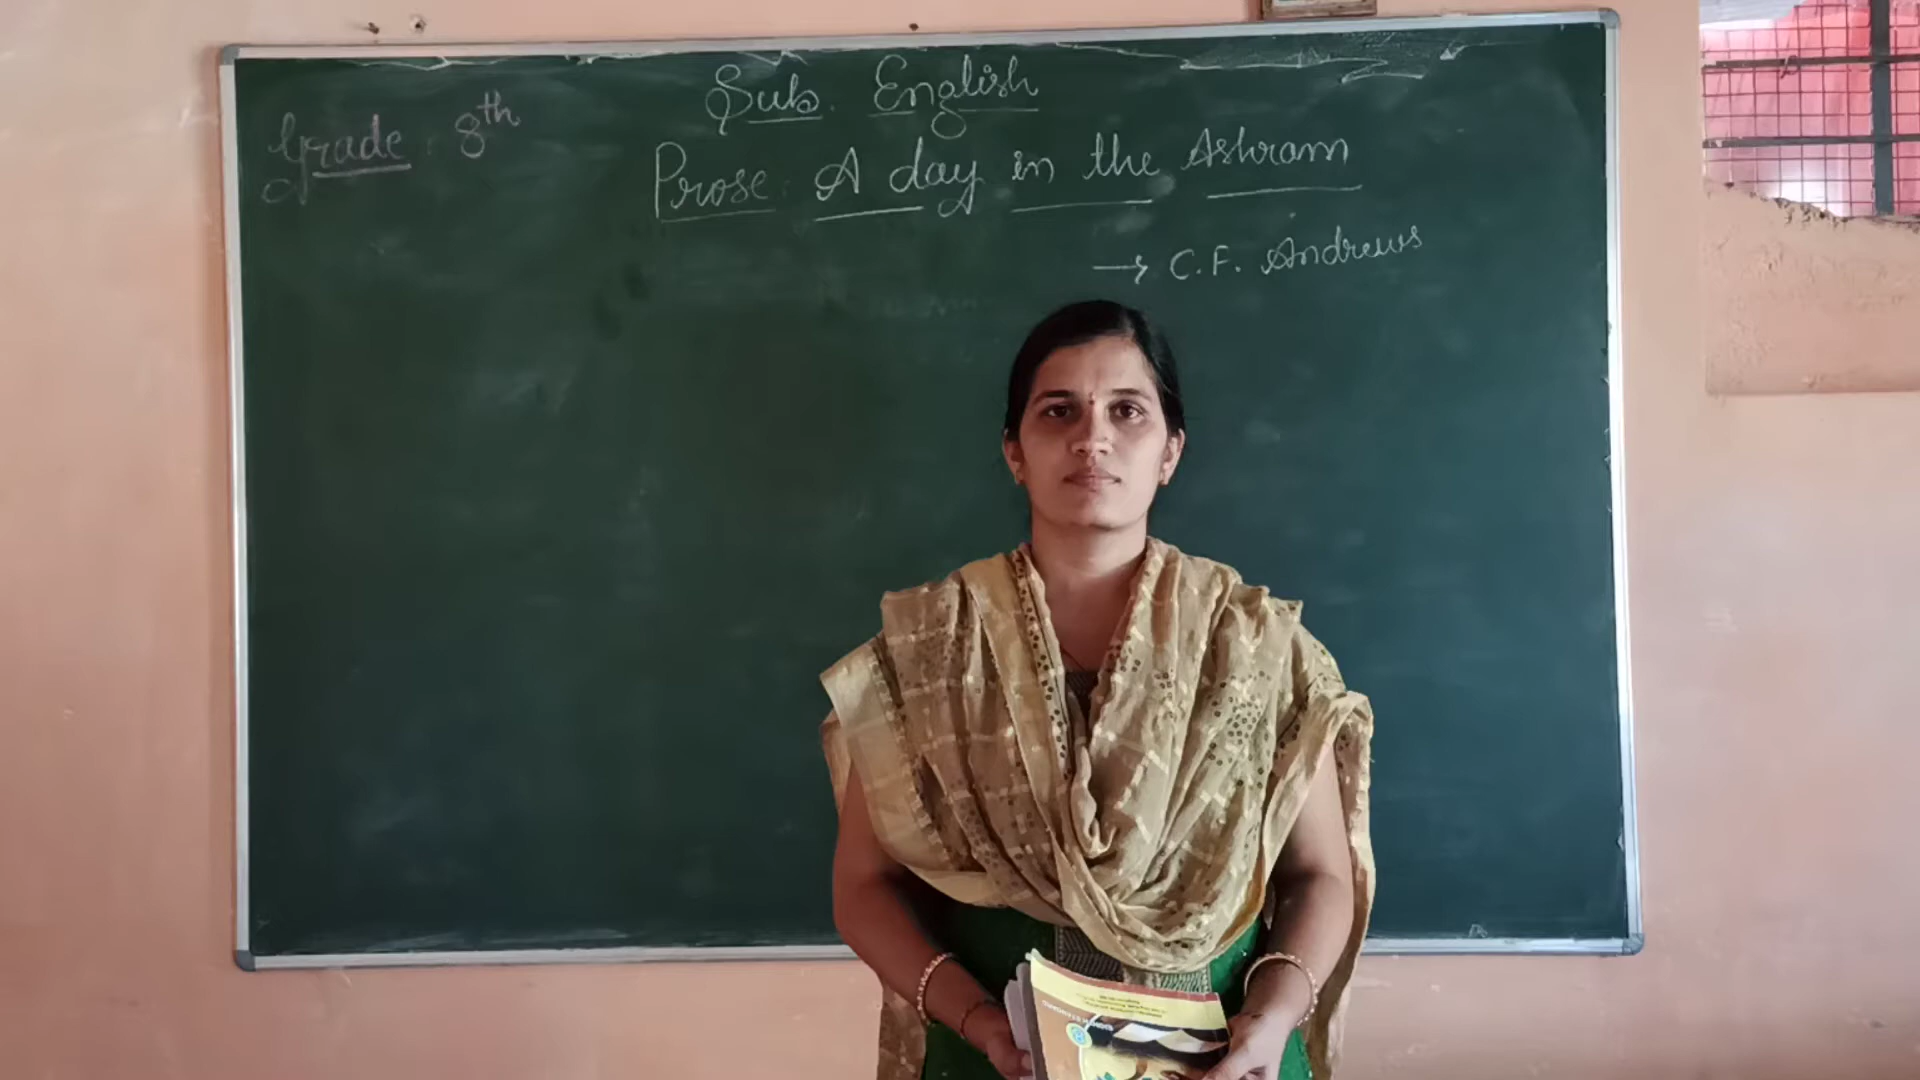 Sub. English
Grade : 8th
Prose : A day in the Ashram
→ C. F. Andrews